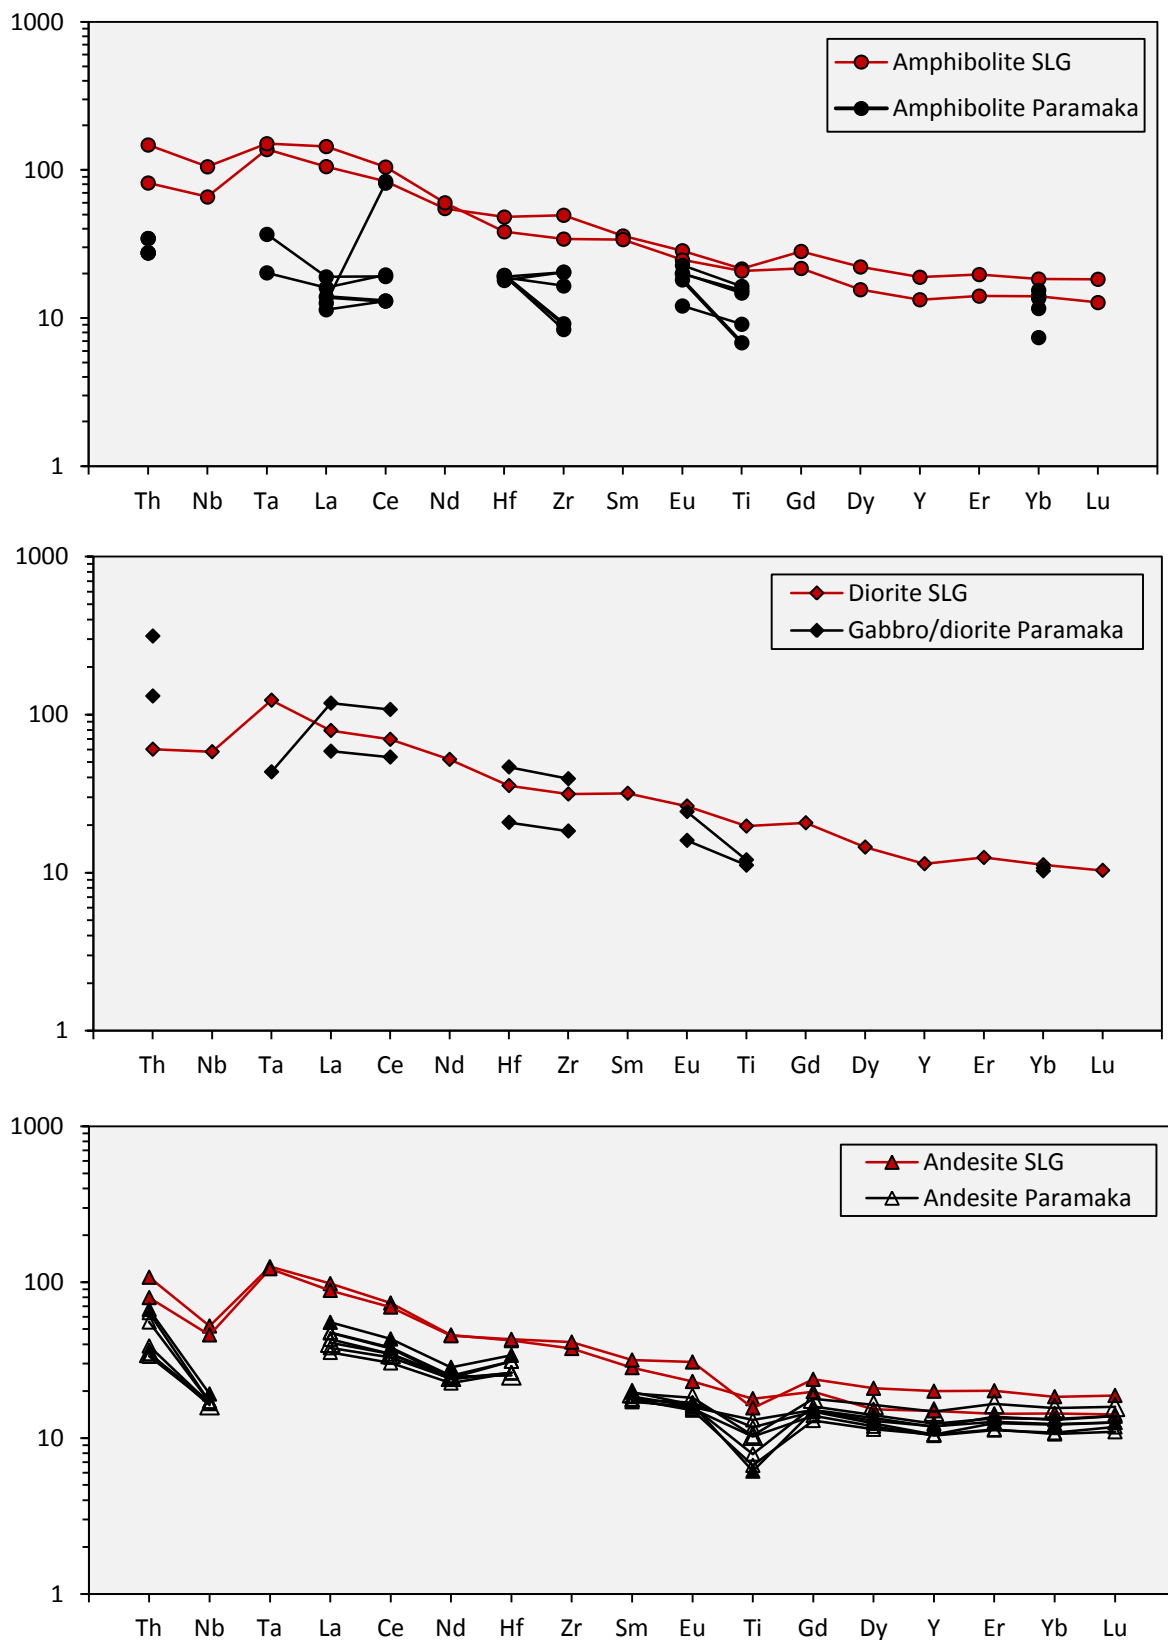 1000
Amphibolite SLG
Amphibolite Paramaka
100
10
1
Th Nb Ta La Ce Nd Hf Zr Sm Eu Ti Gd Dy Y Er Yb Lu
1000
Diorite SLG
Gabbro/diorite Paramaka
100
10
1
Th Nb Ta La Ce Nd Hf Zr Sm Eu Ti Gd Dy Y Er Yb Lu
1000
Andesite SLG
Andesite Paramaka
100
10
1
Th Nb Ta La Ce Nd Hf Zr Sm Eu Ti Gd Dy Y Er Yb Lu